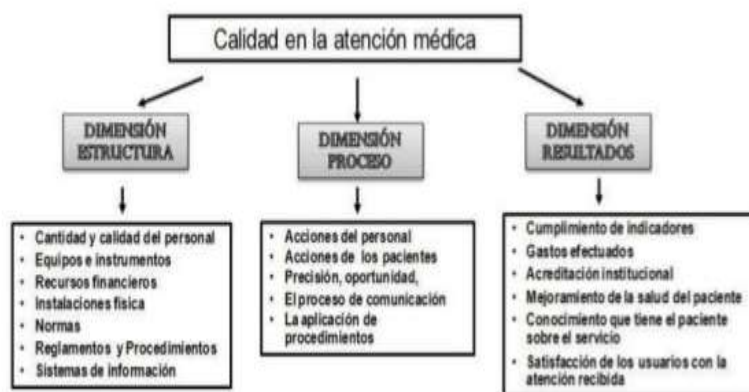 Calidad en la atención médica
DIMENSIÓN
ESTRUCTURA
• Cantidad y calidad del personal
• Equipos e instrumentos
• Recursos financieros
• Instalaciones física
• Normas
• Reglamentos y Procedimientos
• Sistemas de información
DIMENSIÓN
PROCESO
• Acciones del personal
• Acciones de los pacientes
• Precisión, oportunidad,
• El proceso de comunicación
• La aplicación de
procedimientos
DIMENSIÓN
RESULTADOS
• Cumplimiento de indicadores
• Gastos efectuados
• Acreditación institucional
• Mejoramiento de la salud del paciente
• Conocimiento que tiene el paciente
sobre el servicio
• Satisfacción de los usuarios con la
atención recibida